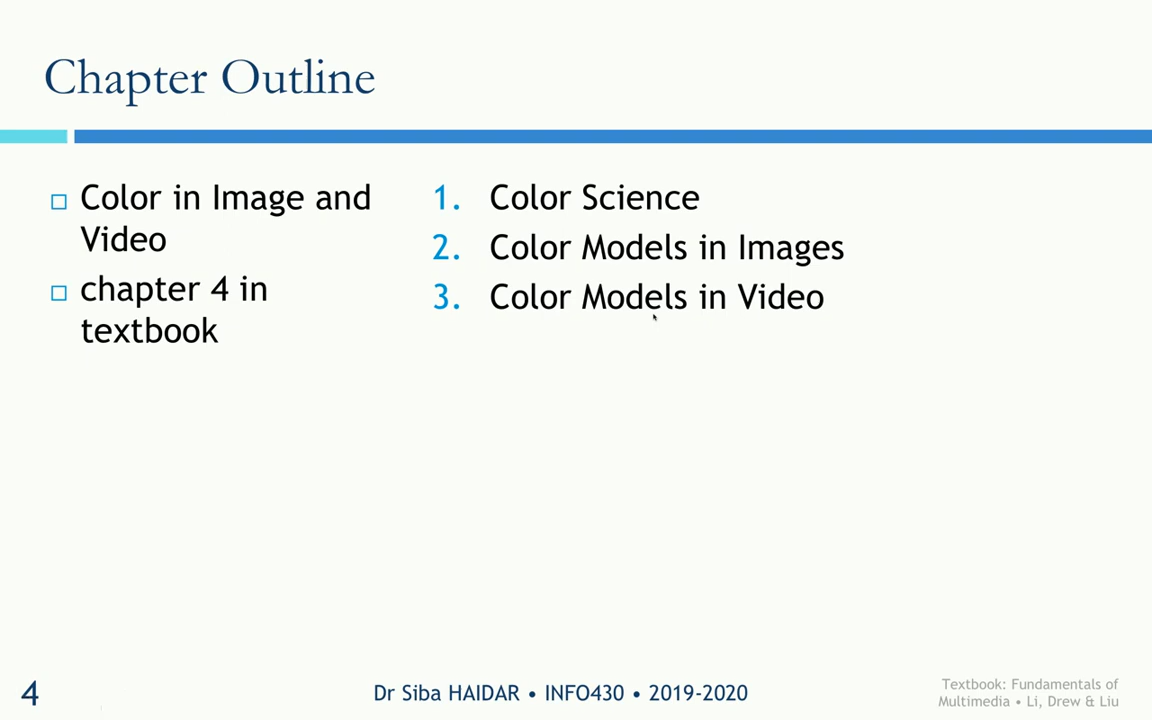 Chapter Outline
Color in Image and
Video
chapter 4 in
textbook
1. Color Science
2. Color Models in Images
3. Color Models in Video
4
Dr Siba HAIDAR • INFO430 • 2019-2020
Textbook: Fundamentals of
Multimedia • Li, Drew & Liu